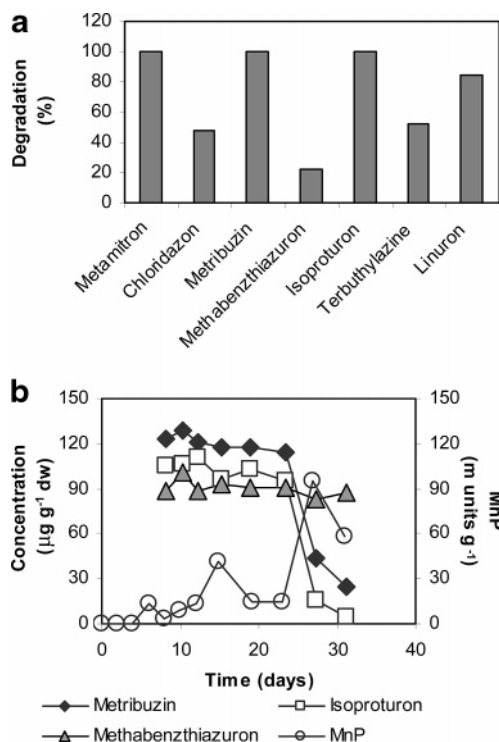 a
Degradation
(%)
120
100
80
60
40
20
0
Metamitron
Chloridazon
Metribuzin
Methabenzthiazuron
Isoproturon
Terbuthylazine
Linuron
b
Concentration
(µg g-1 dw)
150
120
90
60
30
0
150
120
90
60
30
0
MnP
(m units g-1)
0
10
20
30
40
Time (days)
Metribuzin
Isoproturon
Methabenzthiazuron
MnP